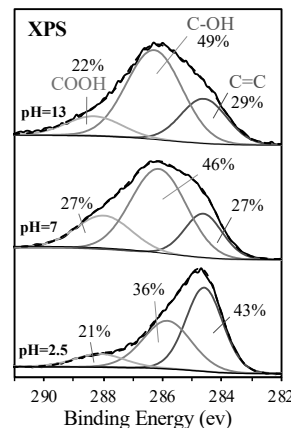 XPS
C-OH
49%
22%
COOH
C=C
29%
pH=13
46%
27%
27%
pH=7
36%
43%
21%
pH=2.5
290 288 286 284 282
Binding Energy (ev)